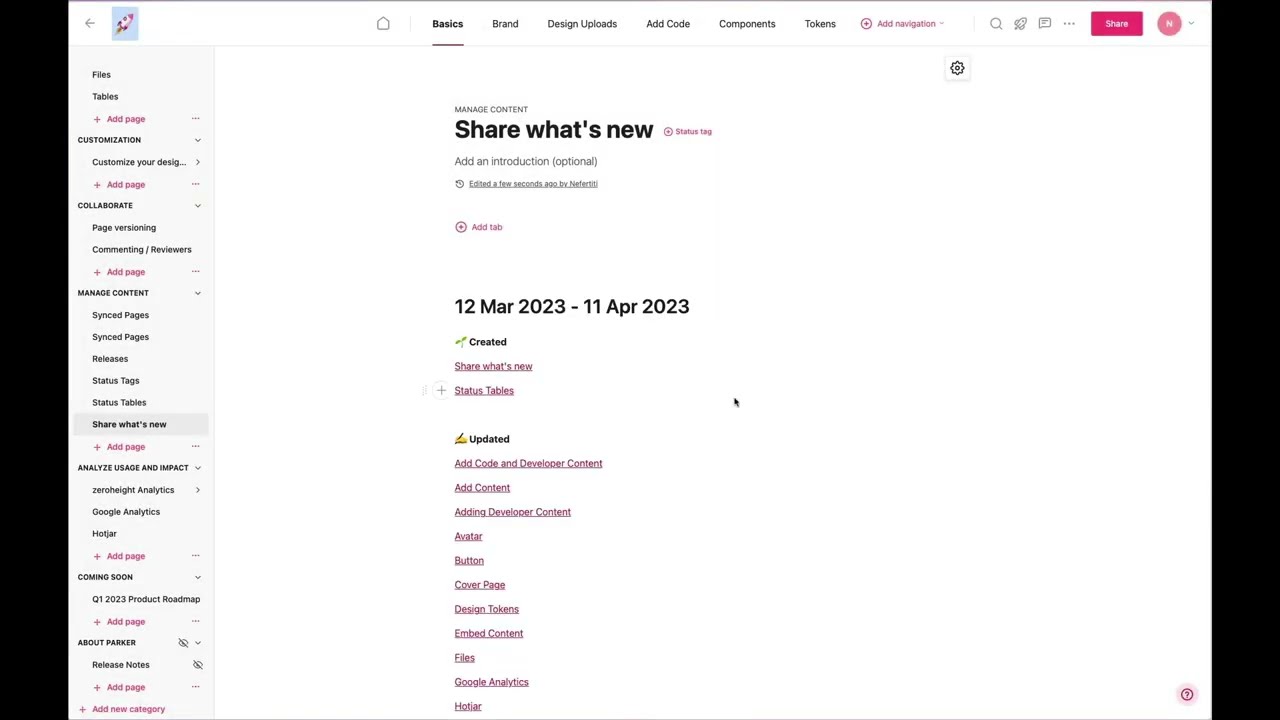 Basics
Brand
Design Uploads
Add Code
Components
Tokens
Add navigation
Share
N
Files
Tables
Add page
CUSTOMIZATION
Customize your desig...
Add page
COLLABORATE
Page versioning
Commenting / Reviewers
Add page
MANAGE CONTENT
Synced Pages
Synced Pages
Releases
Status Tags
Status Tables
Share what's new
Add page
ANALYZE USAGE AND IMPACT
zeroheight Analytics
Google Analytics
Hotjar
Add page
COMING SOON
Q1 2023 Product Roadmap
Add page
ABOUT PARKER
Release Notes
Add page
Add new category
MANAGE CONTENT
Share what's new
Status tag
Add an introduction (optional)
Edited a few seconds ago by Nefertiti
Add tab
12 Mar 2023 - 11 Apr 2023
🌱 Created
Share what's new
Status Tables
✍️ Updated
Add Code and Developer Content
Add Content
Adding Developer Content
Avatar
Button
Cover Page
Design Tokens
Embed Content
Files
Google Analytics
Hotjar